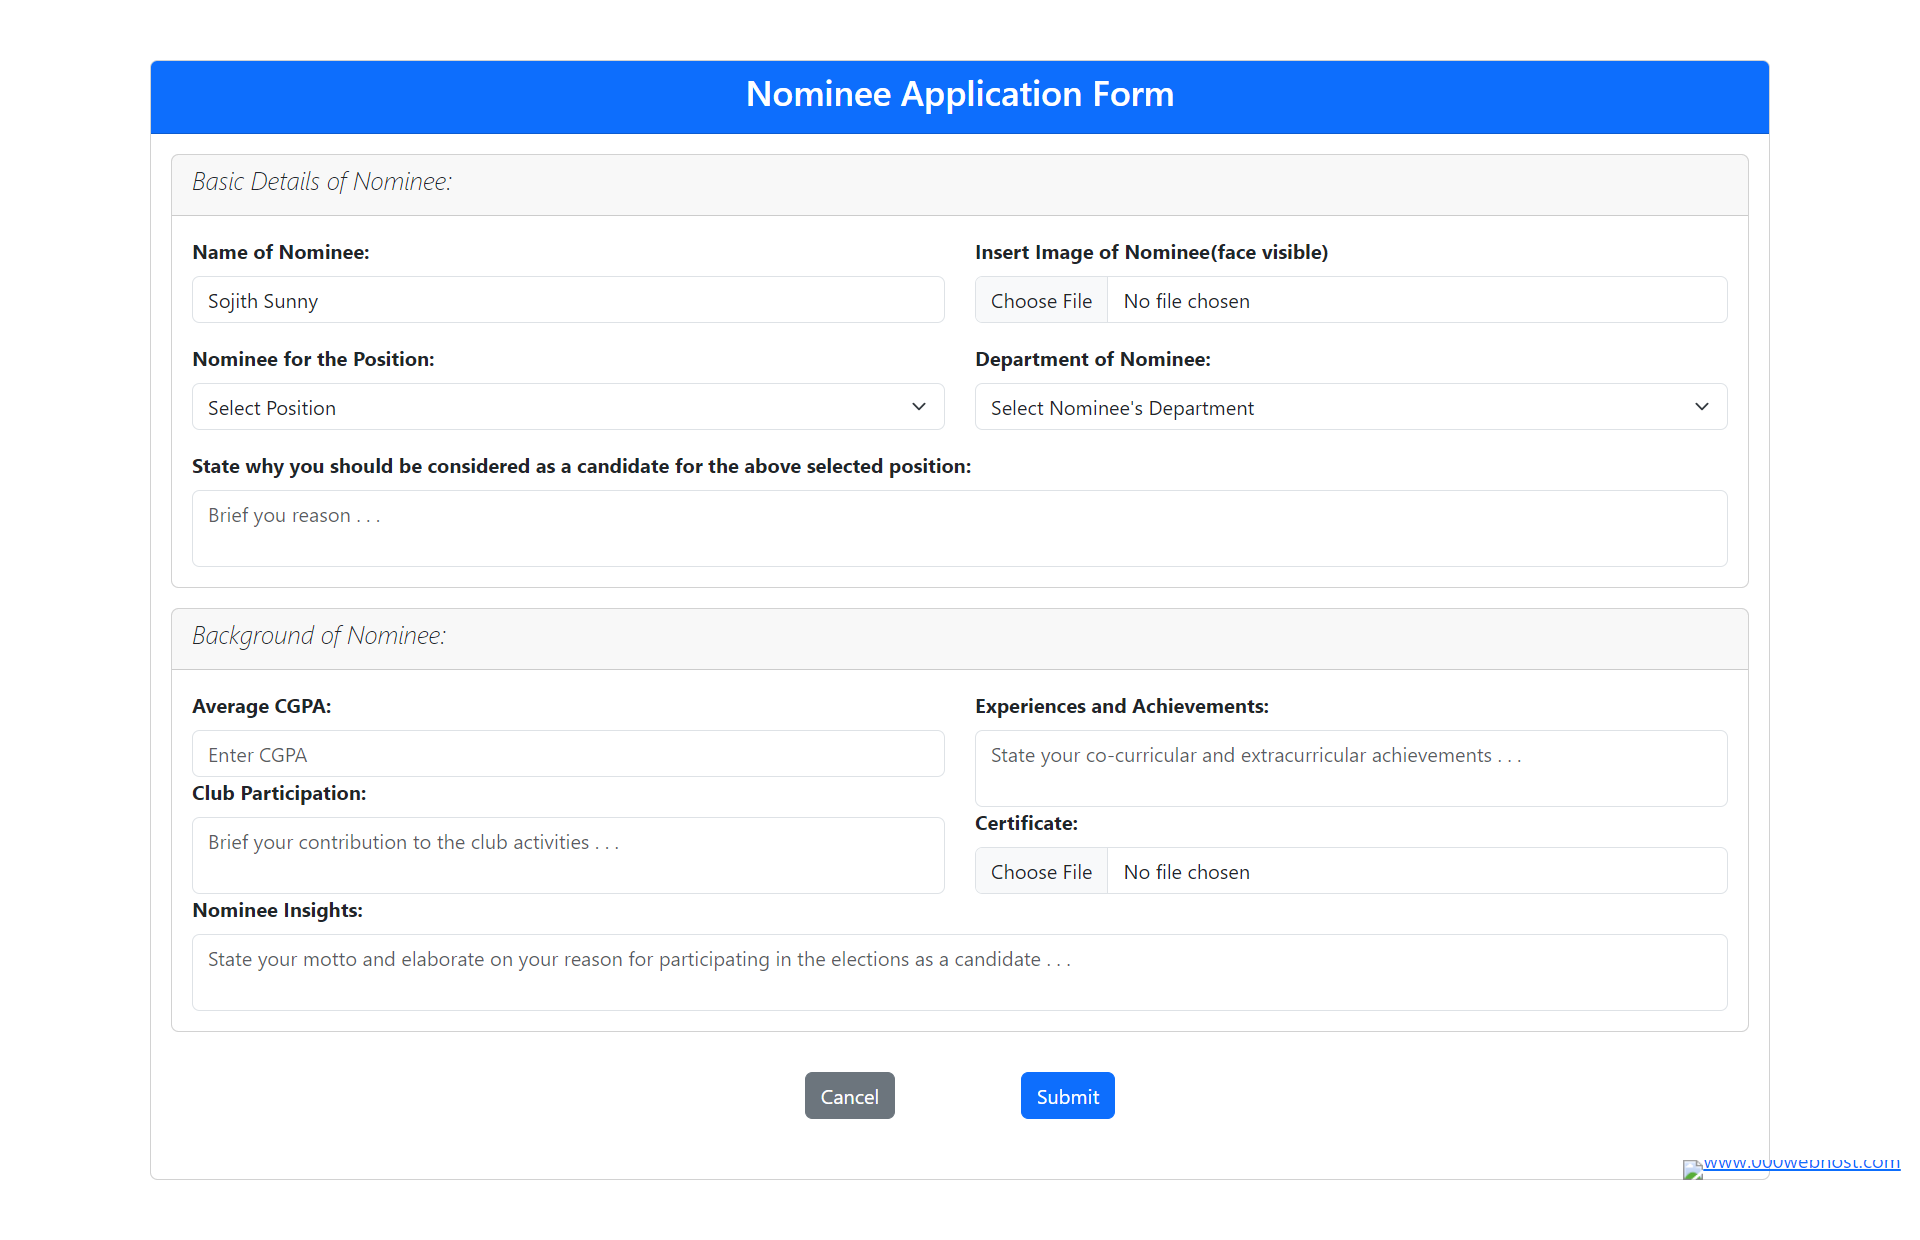 Nominee Application Form
Basic Details of Nominee:
Name of Nominee:
Sojith Sunny
Insert Image of Nominee(face visible)
Choose File No file chosen
Nominee for the Position:
Select Position
Department of Nominee:
Select Nominee's Department
State why you should be considered as a candidate for the above selected position:
Brief you reason . . .
Background of Nominee:
Average CGPA:
Enter CGPA
Experiences and Achievements:
State your co-curricular and extracurricular achievements . . .
Club Participation:
Brief your contribution to the club activities . . .
Certificate:
Choose File No file chosen
Nominee Insights:
State your motto and elaborate on your reason for participating in the elections as a candidate . . .
Cancel
Submit
www.000webhost.com